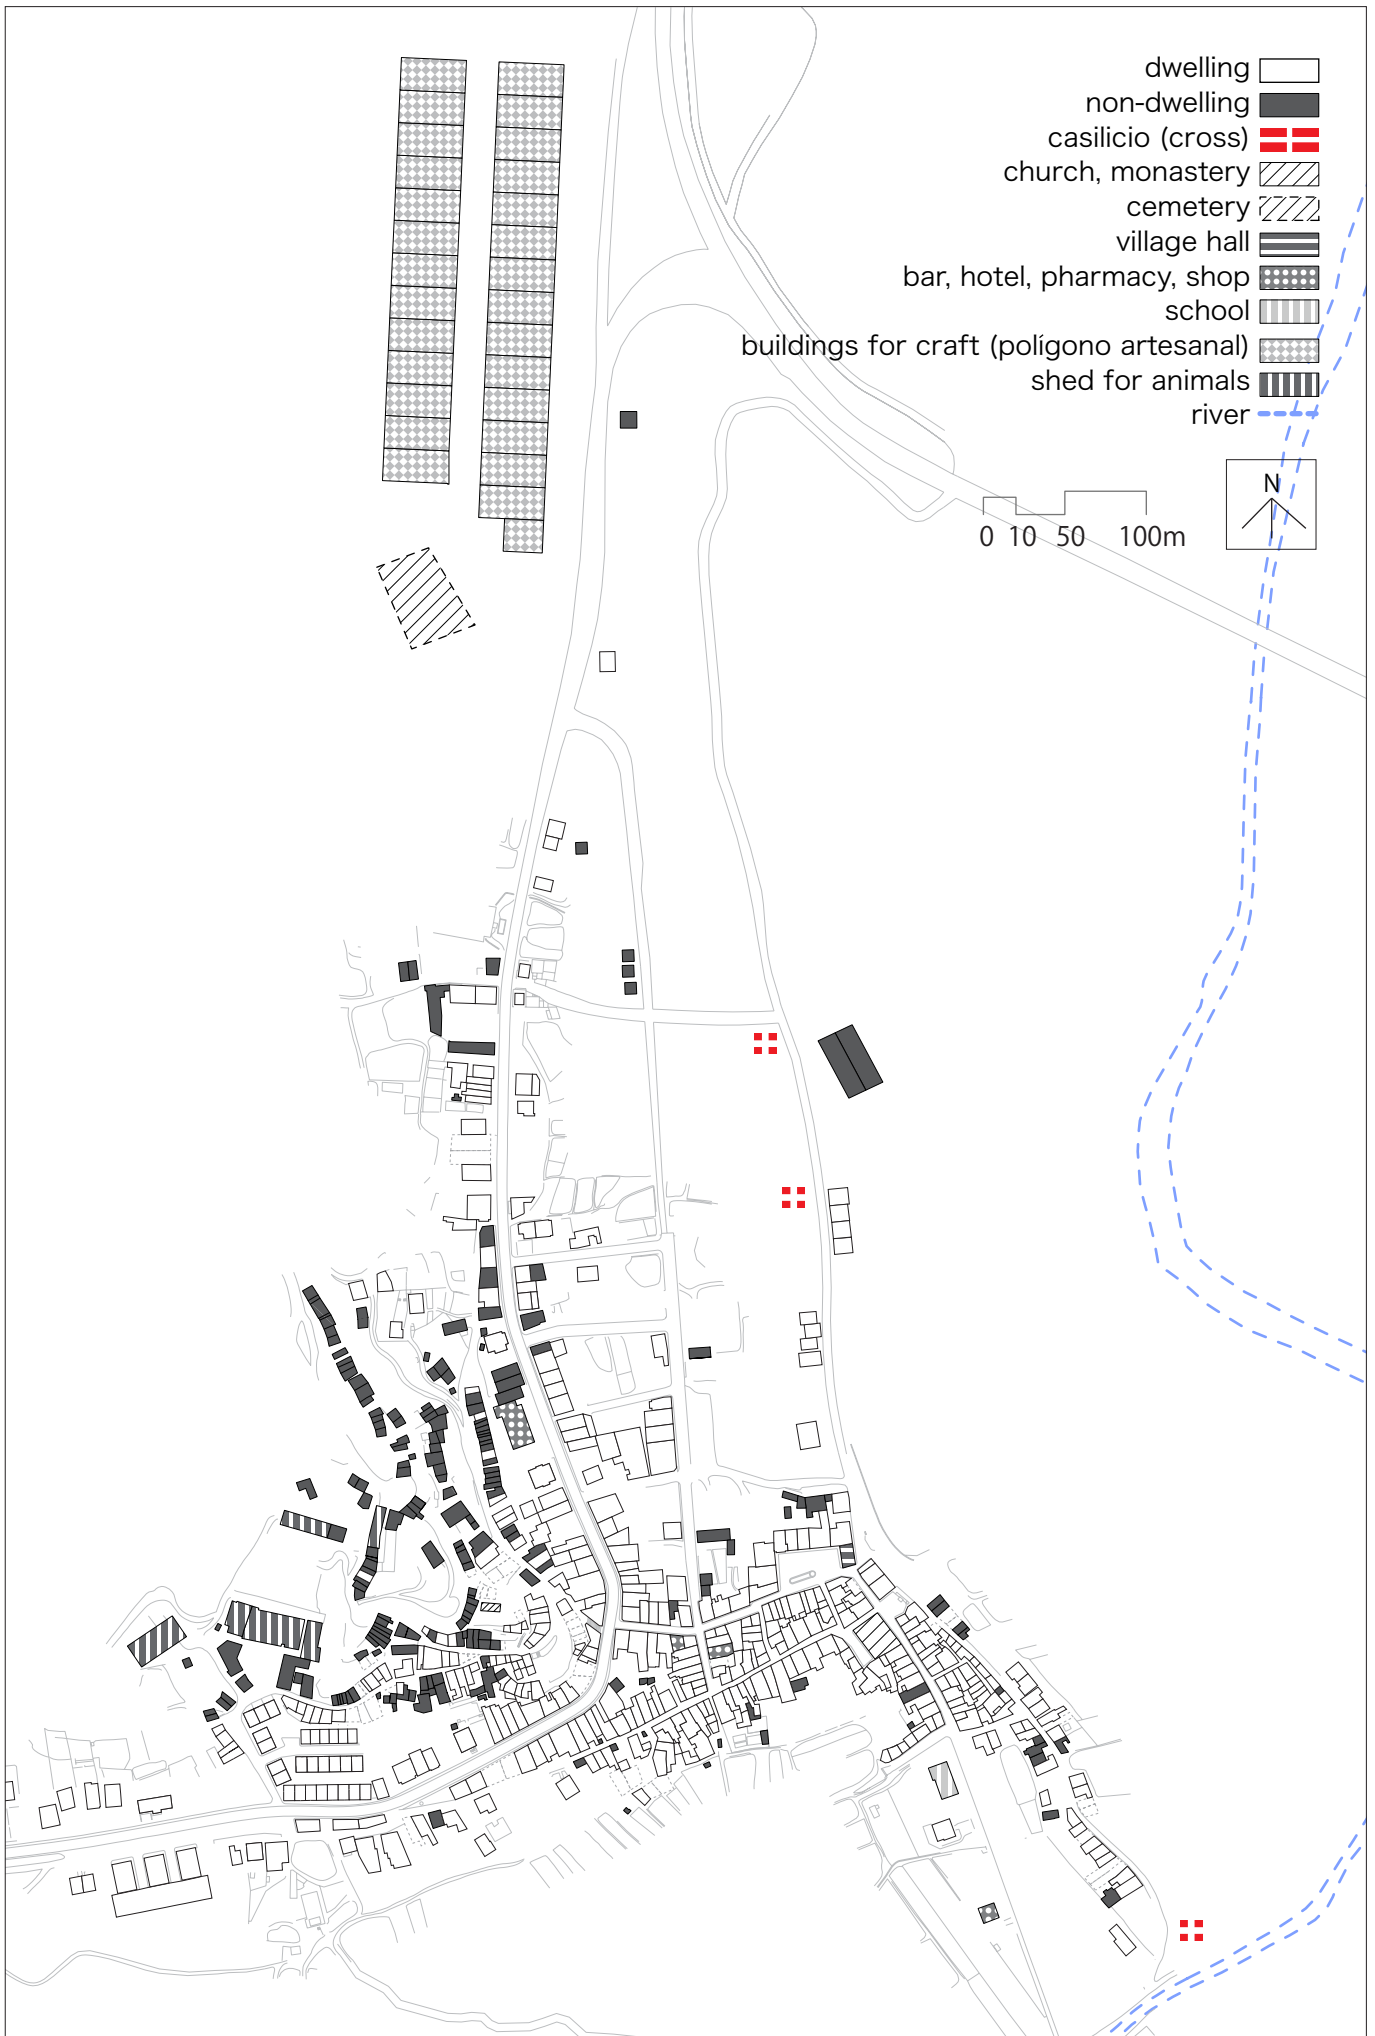 dwelling
non-dwelling
casilicio (cross)
church, monastery
cemetery
village hall
bar, hotel, pharmacy, shop
school
buildings for craft (polígono artesanal)
shed for animals
river
N
0 10 50 100m